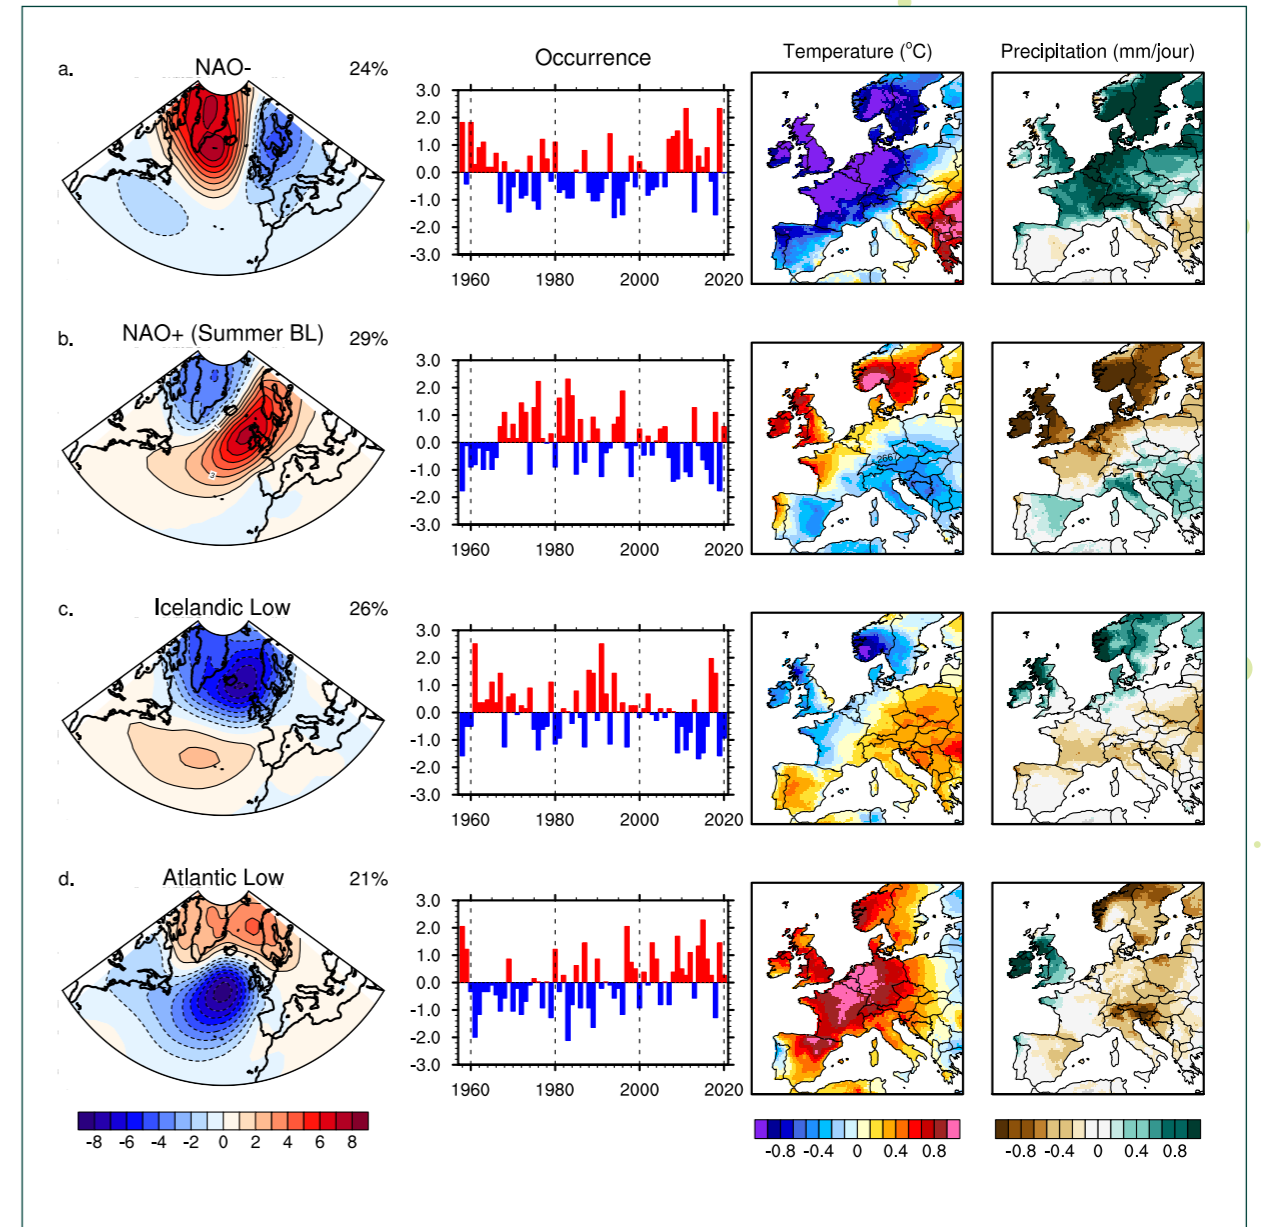 Temperature (°C) Precipitation (mm/jour)
Occurrence
a. NAO- 24%
3.0
2.0
1.0
0.0
-1.0
-2.0
-3.0
1960 1980 2000 2020
b. NAO+ (Summer BL) 29%
3.0
2.0
1.0
0.0
-1.0
-2.0
-3.0
1960 1980 2000 2020
c. Icelandic Low 26%
3.0
2.0
1.0
0.0
-1.0
-2.0
-3.0
1960 1980 2000 2020
d. Atlantic Low 21%
3.0
2.0
1.0
0.0
-1.0
-2.0
-3.0
1960 1980 2000 2020
-8 -6 -4 -2 0 2 4 6 8
-0.8 -0.4 0 0.4 0.8
-0.8 -0.4 0 0.4 0.8